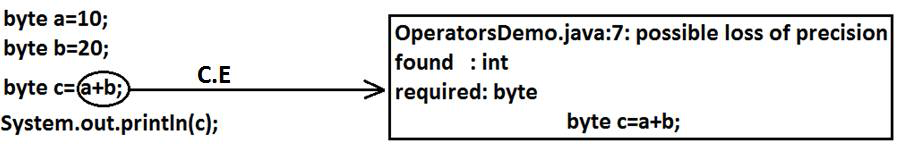 byte a=10;
byte b=20;
byte c=a+b;
System.out.println(c);
C.E
OperatorsDemo.java:7: possible loss of precision
found : int
required: byte
byte c=a+b;